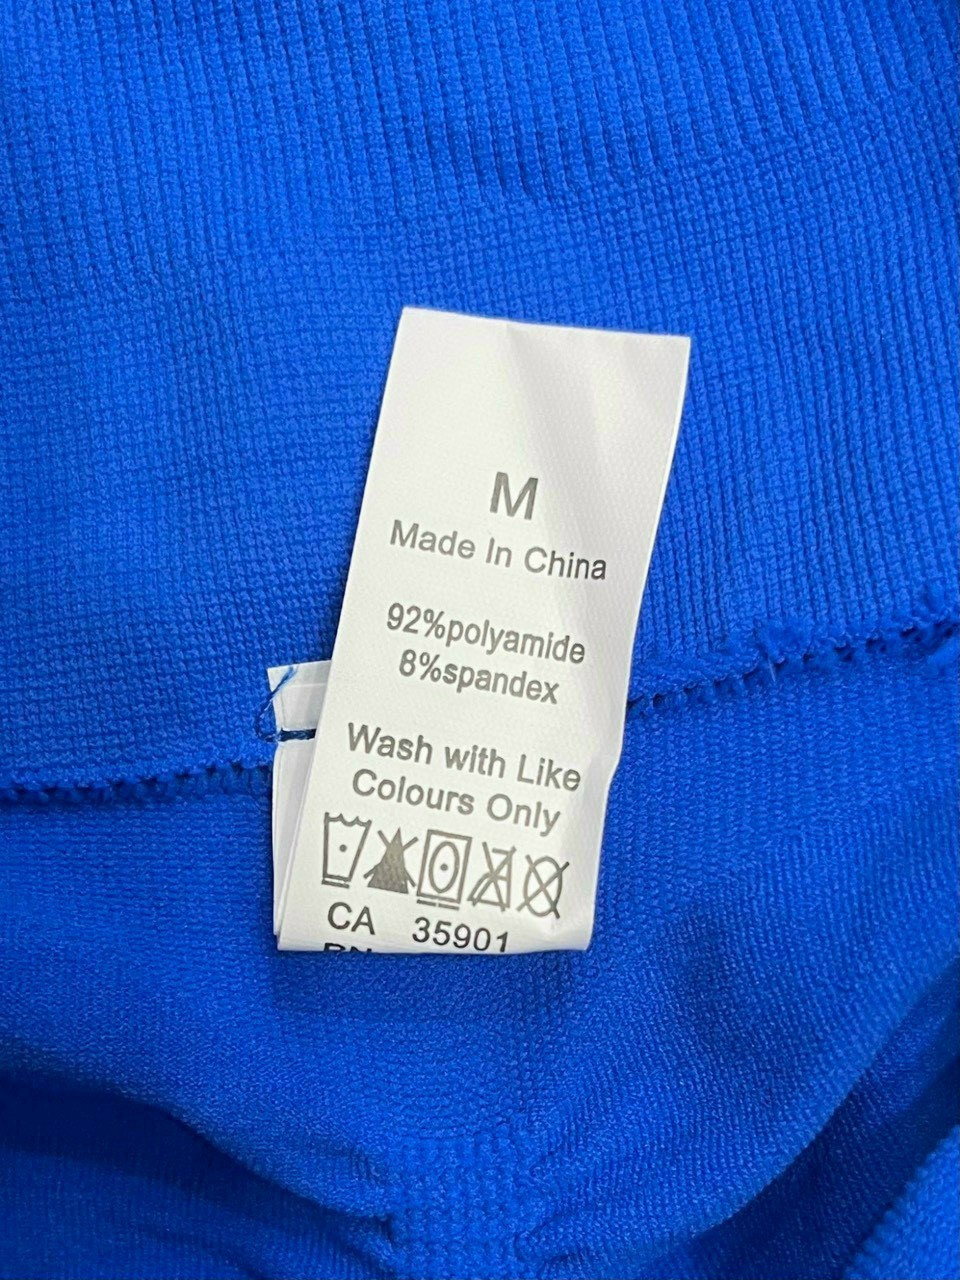 M
Made In China
92%polyamide
8%spandex
Wash with Like
Colours Only
CA 35901